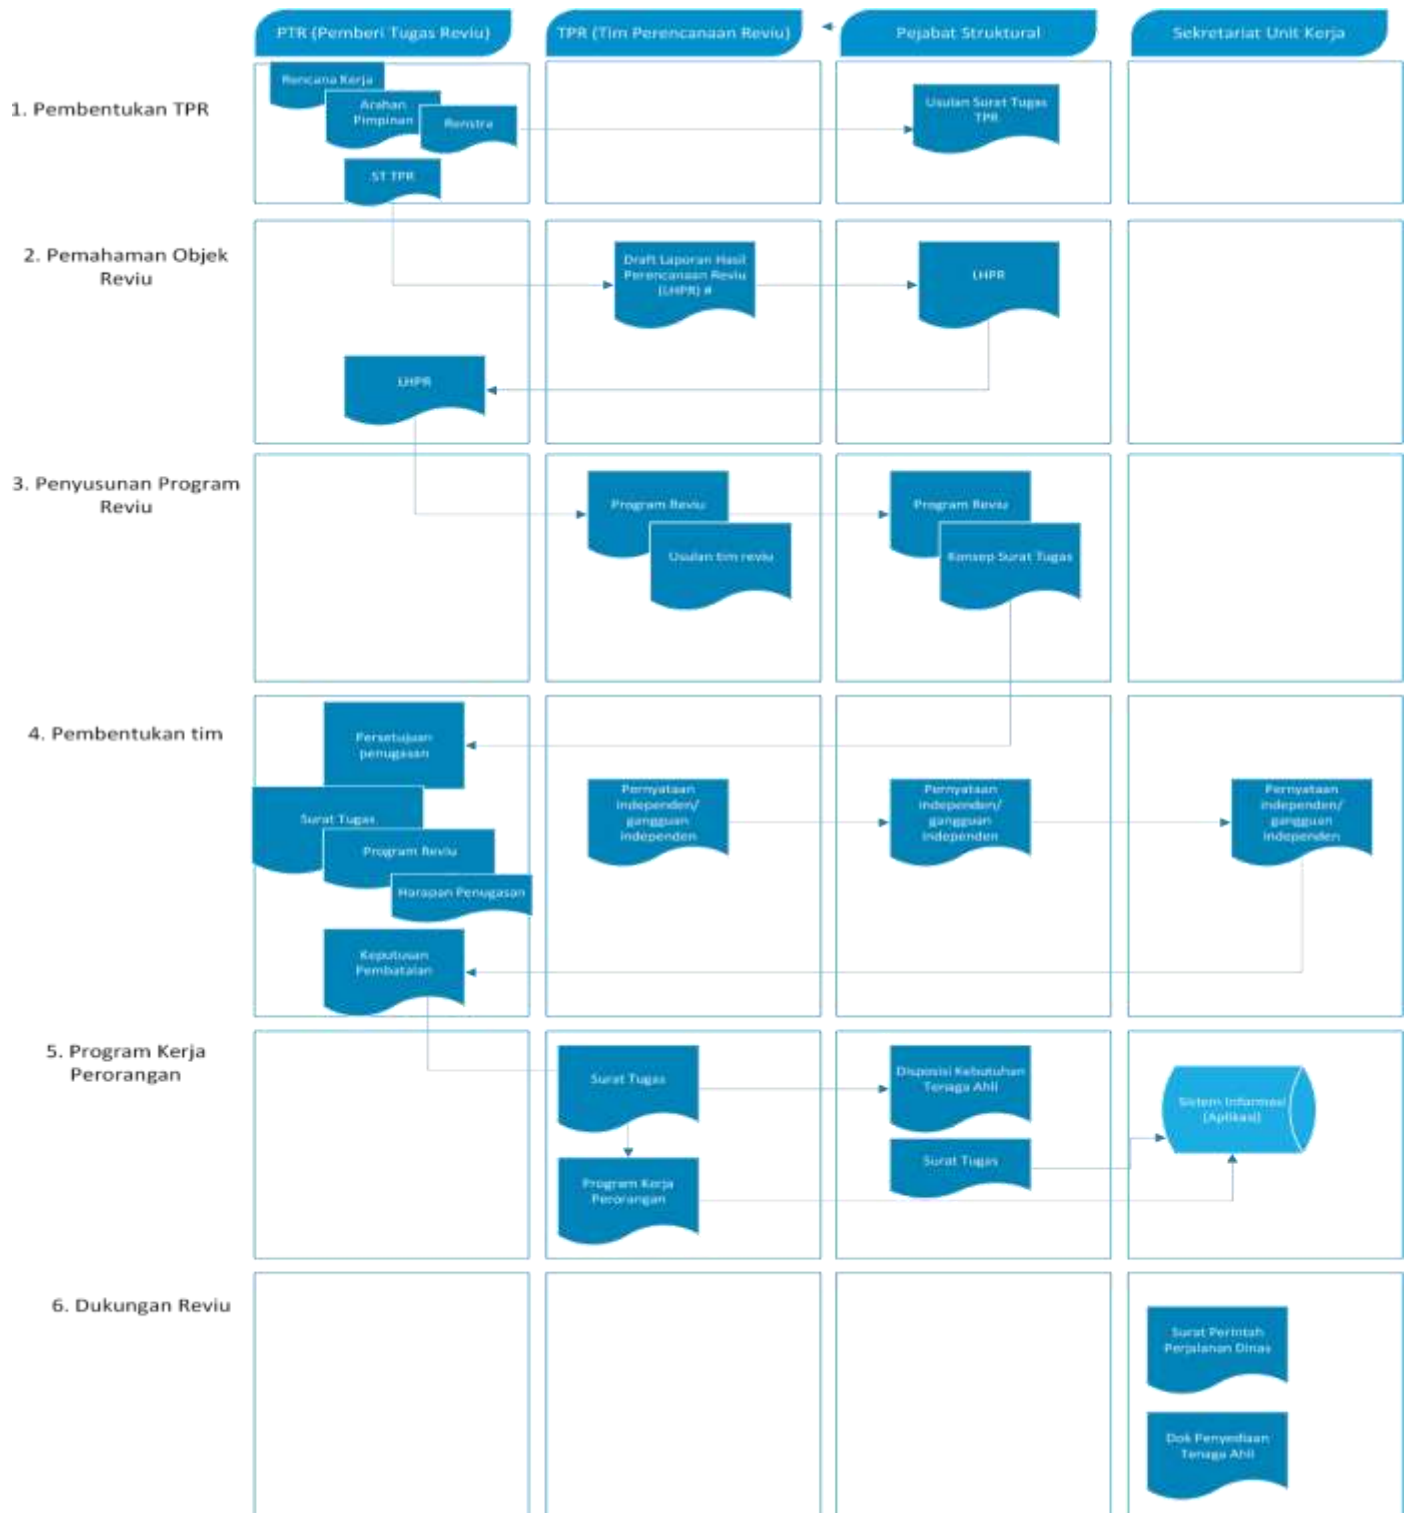 PTR (Pemberi Tugas Reviu)
TPR (Tim Perencanaan Reviu)
Pejabat Struktural
Sekretariat Unit Kerja
1. Pembentukan TPR
Rencana Kerja
Arahan
Pimpinan
Renstra
ST TPR
Usulan Surat Tugas
TPR
2. Pemahaman Objek
Reviu
Draft Laporan Hasil
Perencanaan Reviu
(LHPR) #
LHPR
LHPR
3. Penyusunan Program
Reviu
Program Reviu
Usulan tim reviu
Program Reviu
Konsep Surat Tugas
4. Pembentukan tim
Persetujuan
penugasan
Surat Tugas
Program Reviu
Harapan Penugasan
Keputusan
Pembatalan
Pernyataan
independen/
gangguan
independen
Pernyataan
independen/
gangguan
independen
Pernyataan
independen/
gangguan
independen
5. Program Kerja
Perorangan
Surat Tugas
Program Kerja
Perorangan
Disposisi Kebutuhan
Tenaga Ahli
Surat Tugas
Sistem Informasi
(Aplikasi)
6. Dukungan Reviu
Surat Perintah
Perjalanan Dinas
Dok Penyediaan
Tenaga Ahli